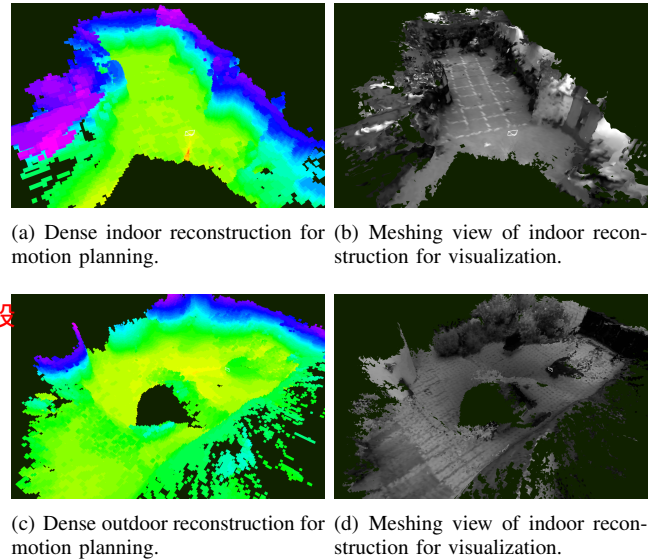 (a) Dense indoor reconstruction for
motion planning.
(b) Meshing view of indoor recon-
struction for visualization.
(c) Dense outdoor reconstruction for
motion planning.
(d) Meshing view of indoor recon-
struction for visualization.